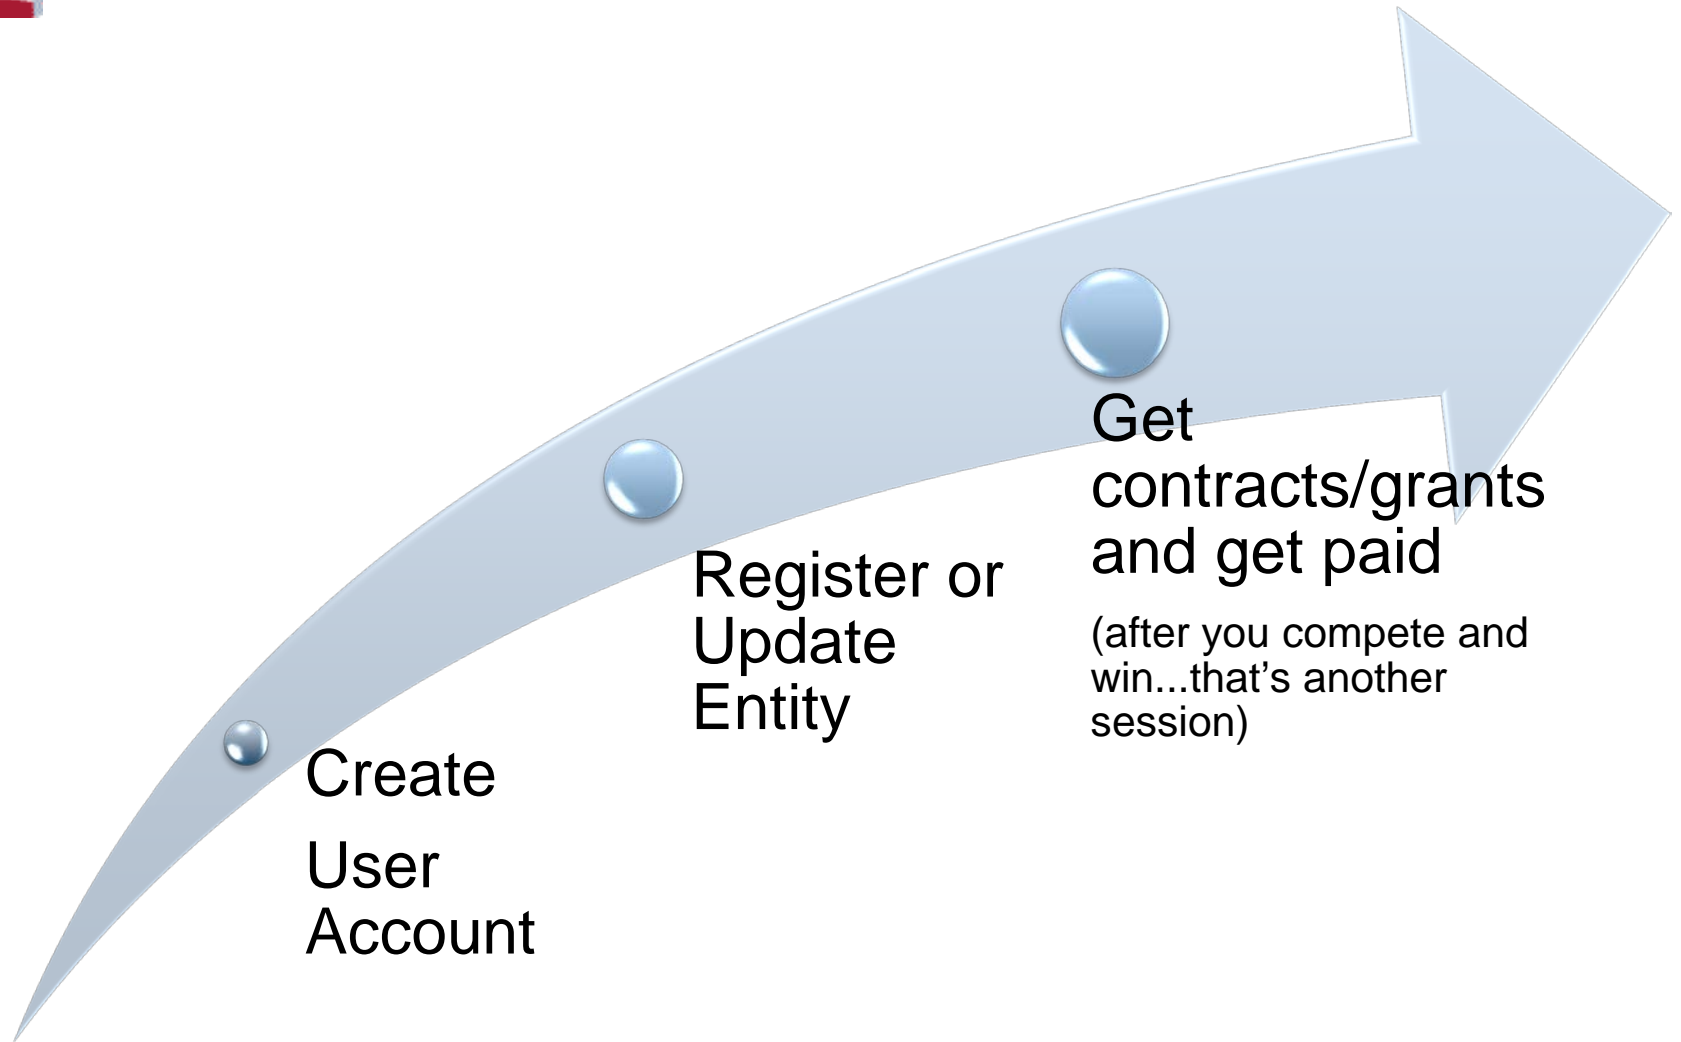 Create
User
Account
Register or
Update
Entity
Get
contracts/grants
and get paid
(after you compete and
win...that’s another
session)